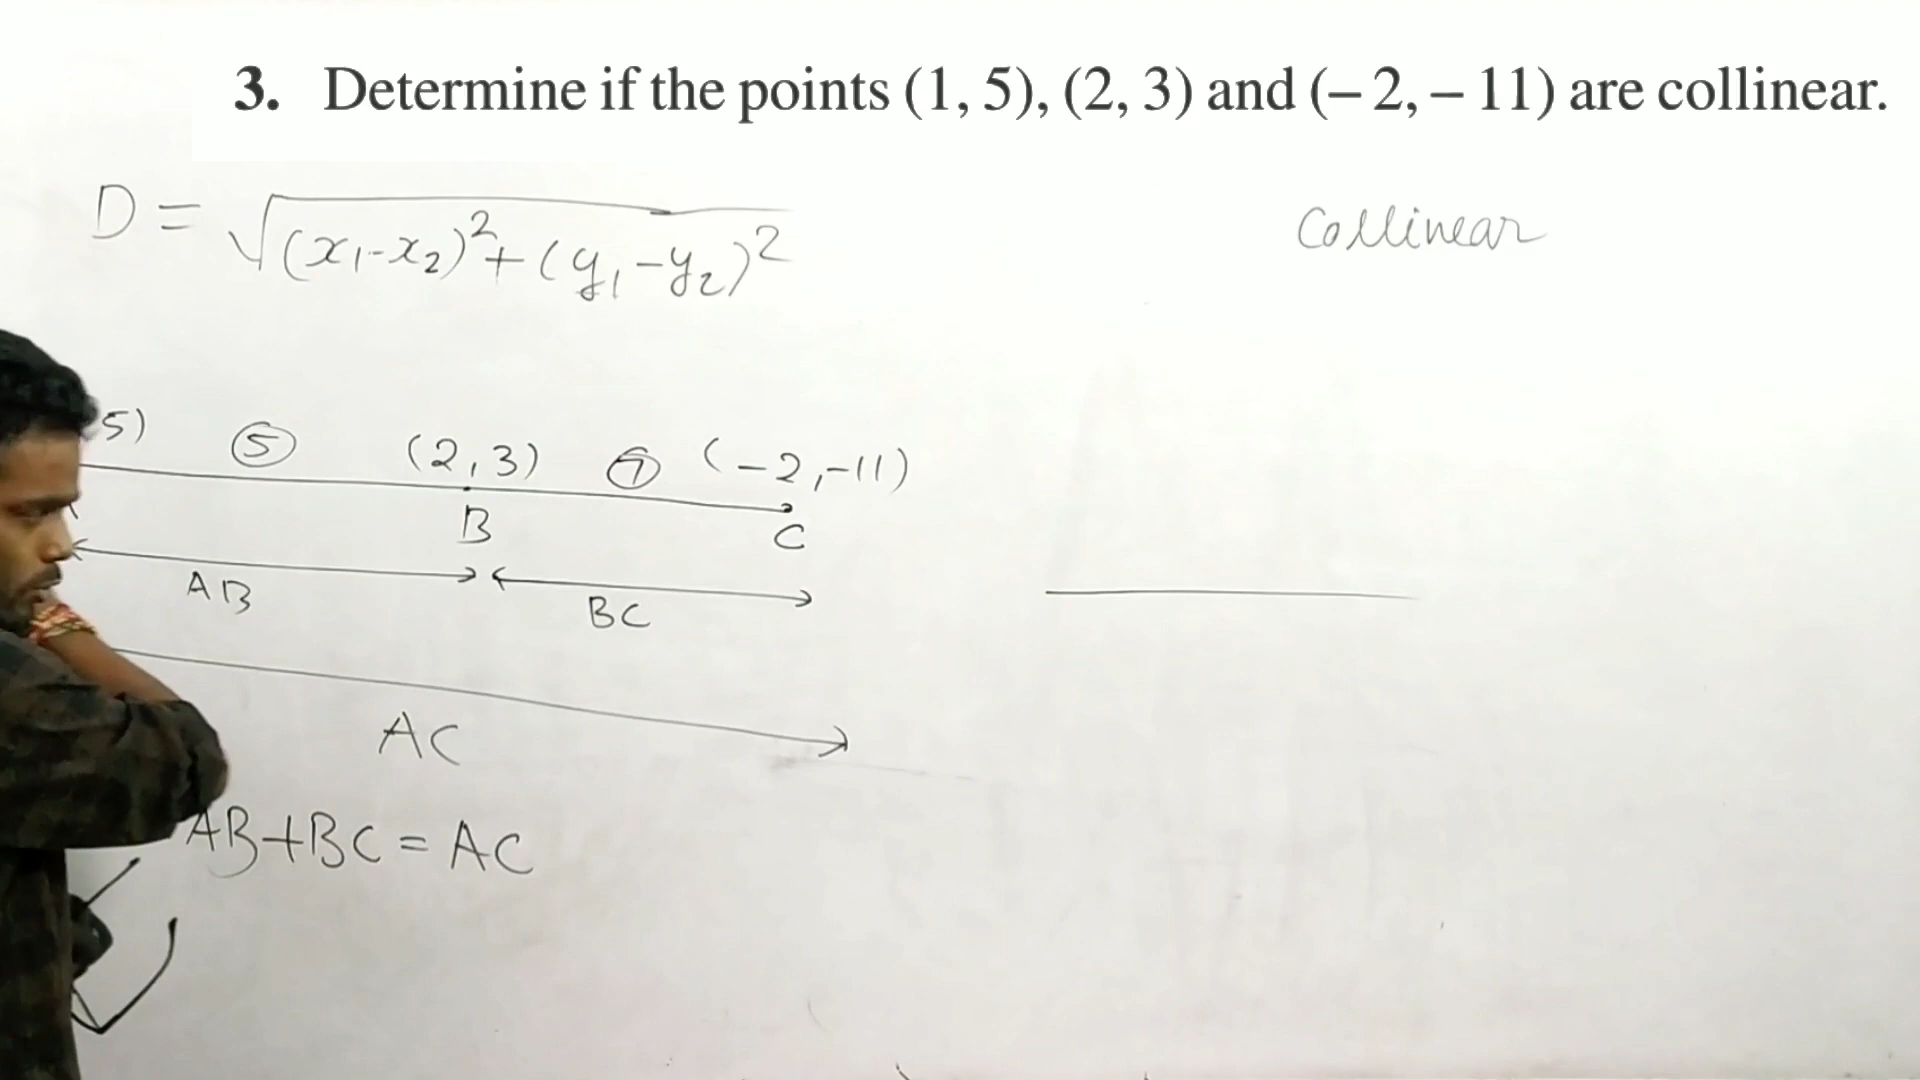 3. Determine if the points (1, 5), (2, 3) and (– 2, – 11) are collinear.
D = √(x₁-x₂)²+(y₁-y₂)²
Collinear
5) ⑤ (2,3) ⑦ (-2,-11)
B C
AB BC
AC
AB+BC = AC